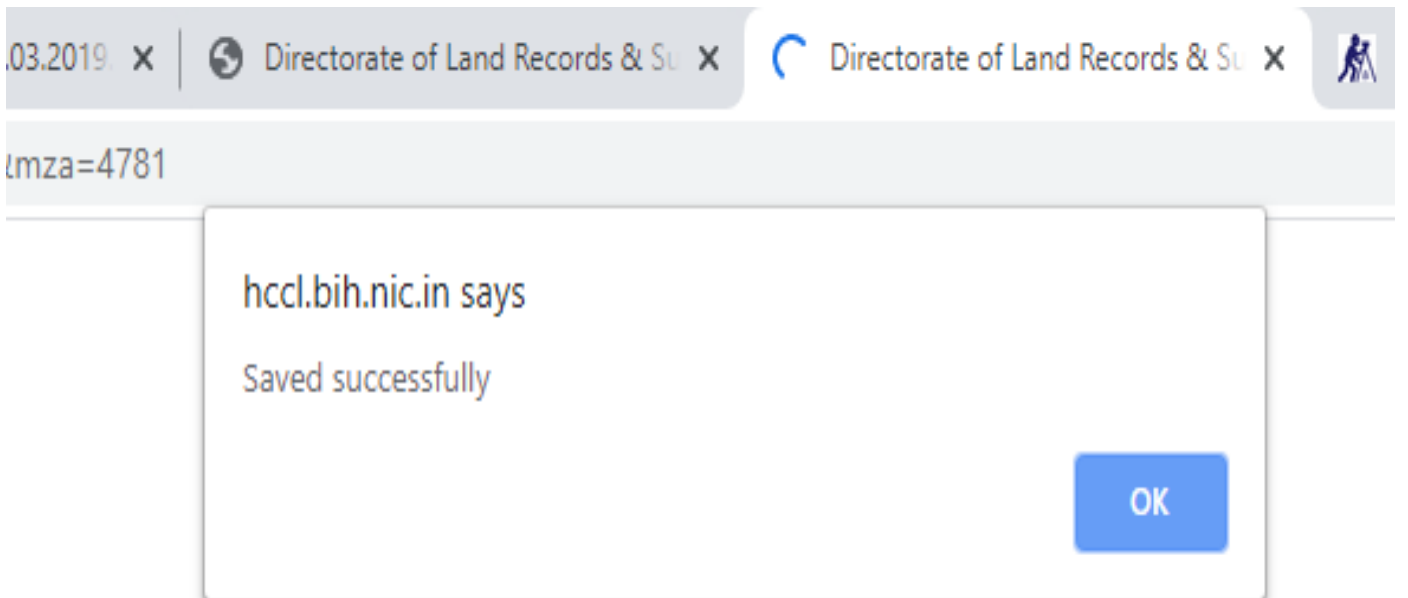 .03.2019. Directorate of Land Records & Su Directorate of Land Records & Su
&mza=4781
hccl.bih.nic.in says
Saved successfully
OK